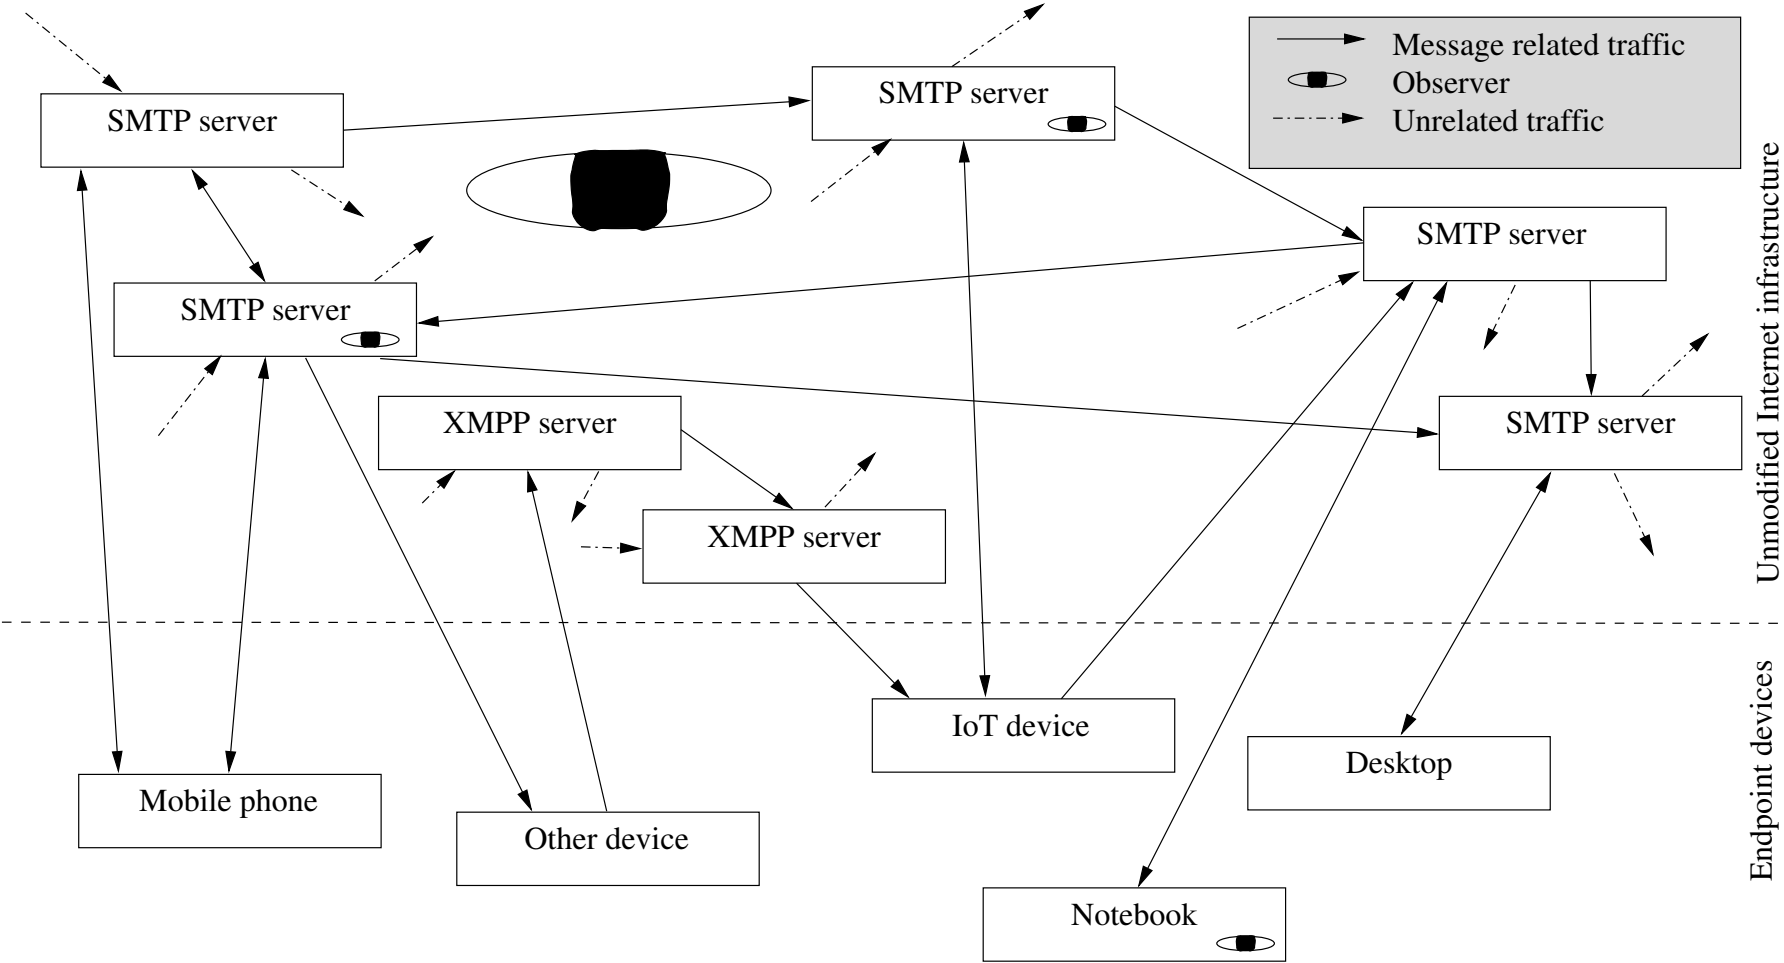 Message related traffic
Observer
Unrelated traffic
SMTP server
SMTP server
SMTP server
SMTP server
SMTP server
XMPP server
XMPP server
Unmodified Internet infrastructure
IoT device
Desktop
Mobile phone
Other device
Notebook
Endpoint devices